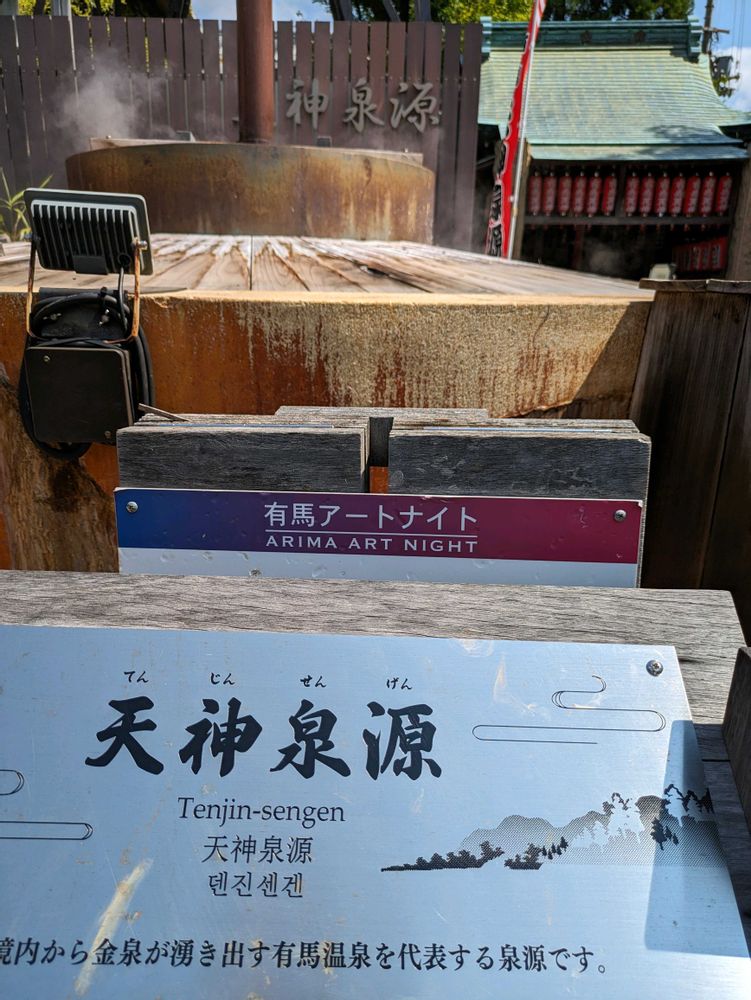 神泉源
有馬アートナイト
ARIMA ART NIGHT
てん じん せん げん
天神泉源
Tenjin-sengen
天神泉源
덴진센겐
境内から金泉が湧き出す有馬温泉を代表する泉源です。